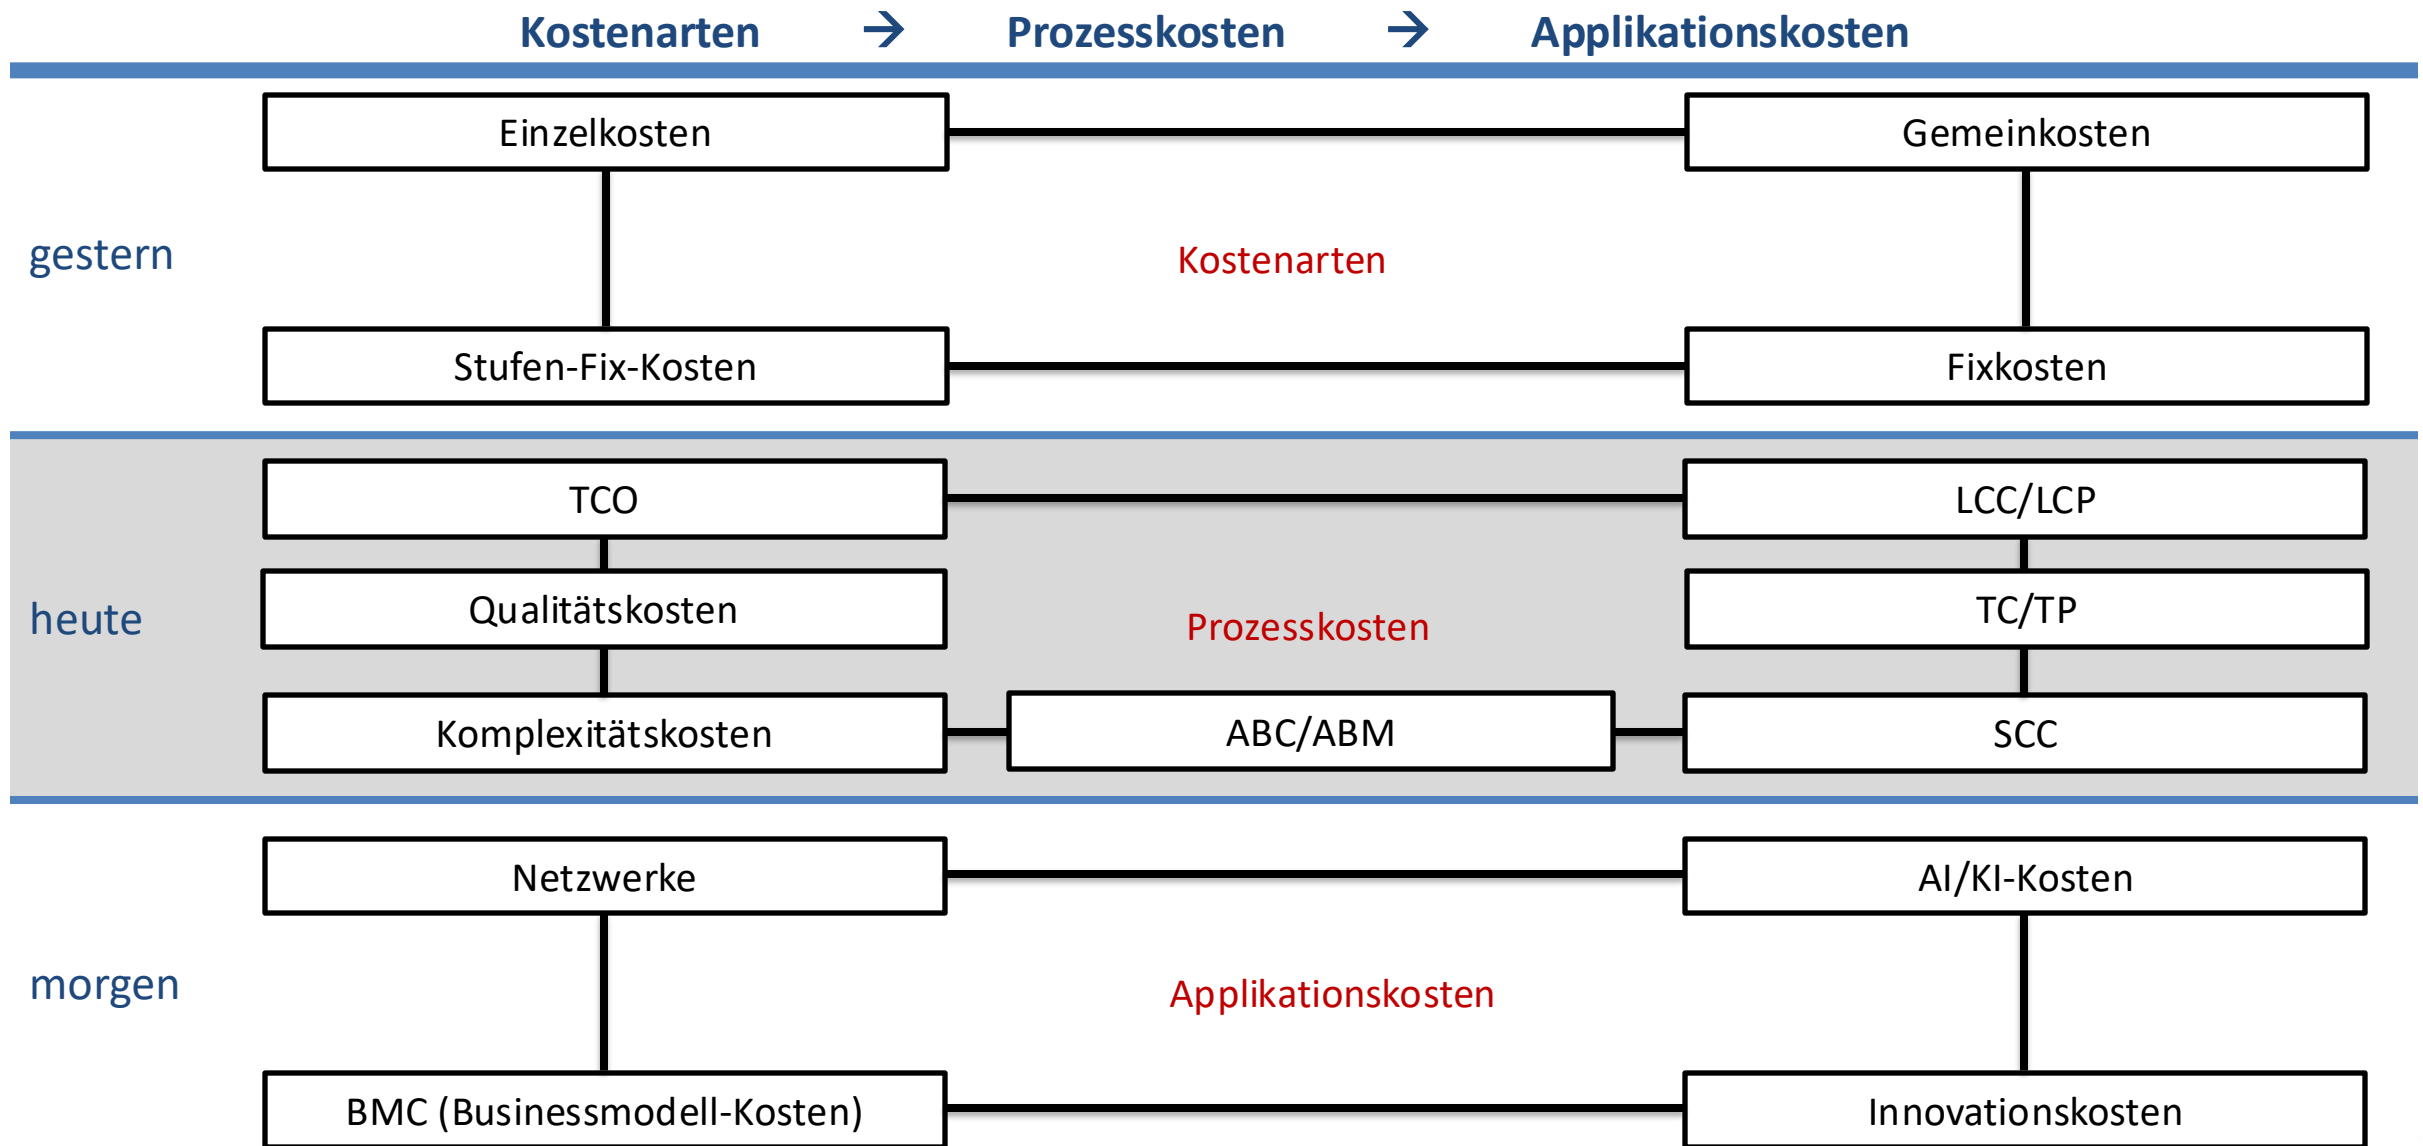 Kostenarten → Prozesskosten → Applikationskosten
Einzelkosten
Gemeinkosten
gestern
Kostenarten
Stufen-Fix-Kosten
Fixkosten
TCO
LCC/LCP
heute
Qualitätskosten
Prozesskosten
TC/TP
Komplexitätskosten
ABC/ABM
SCC
Netzwerke
AI/KI-Kosten
morgen
Applikationskosten
BMC (Businessmodell-Kosten)
Innovationskosten